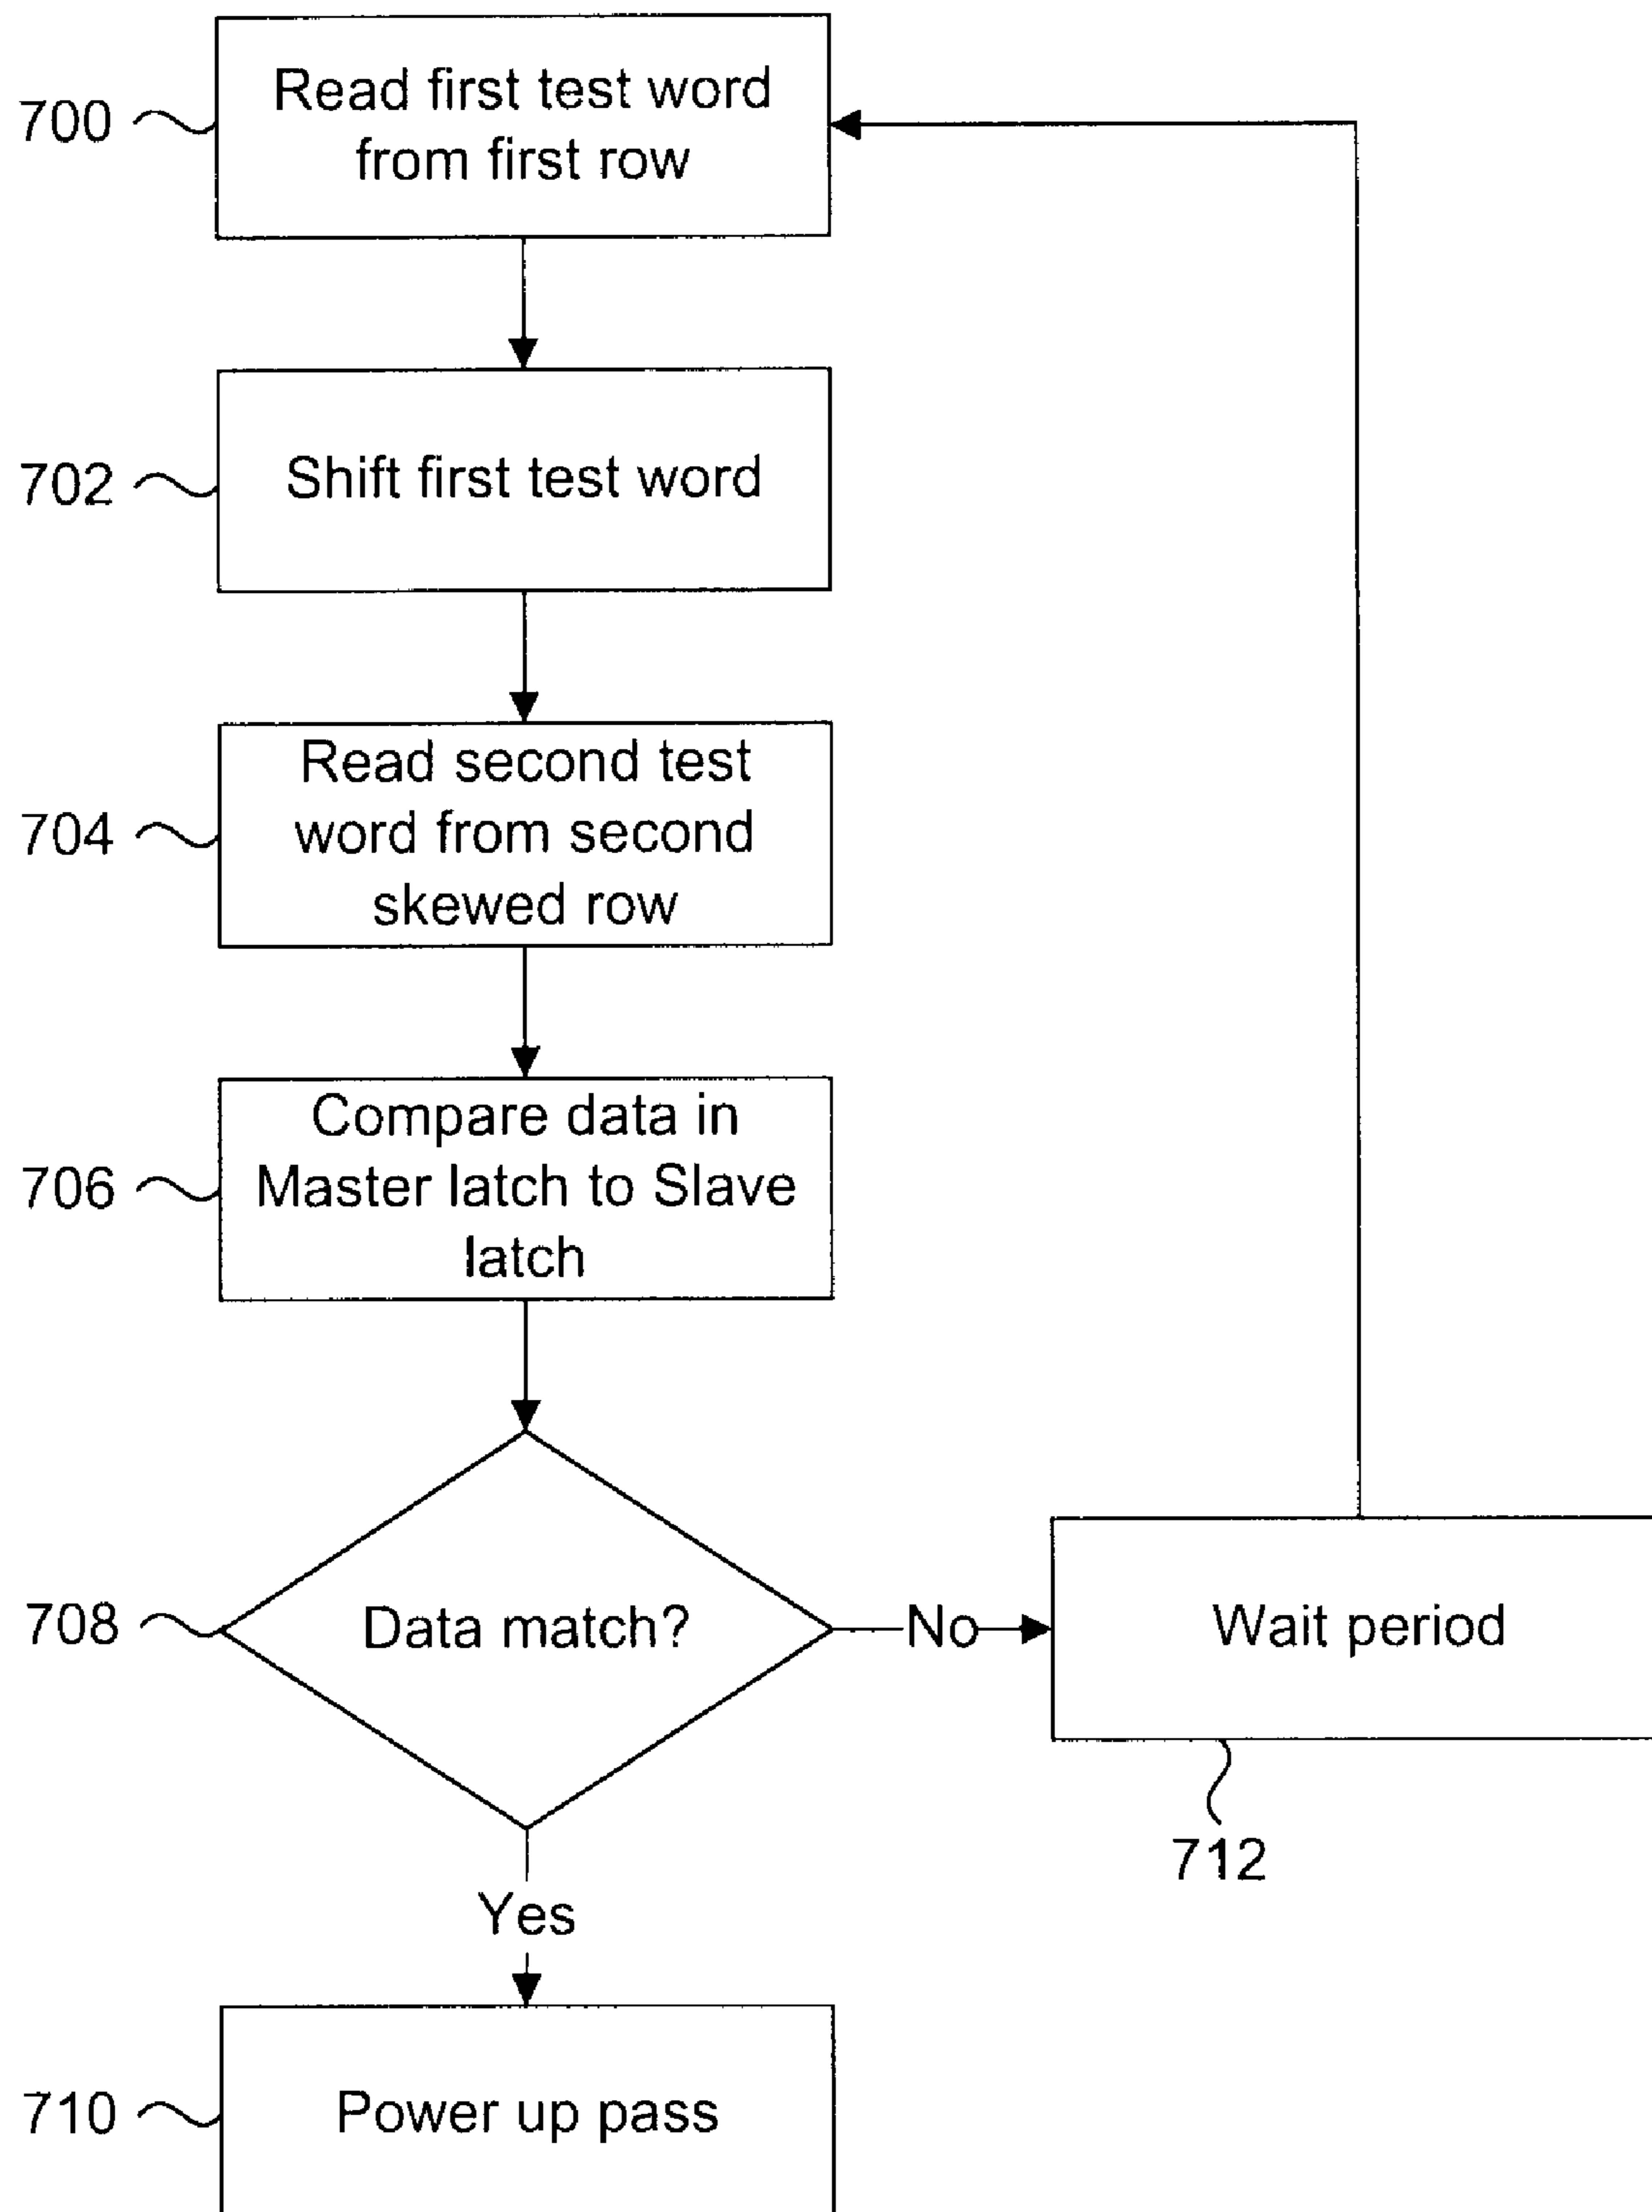 700
Read first test word
from first row
702
Shift first test word
704
Read second test
word from second
skewed row
706
Compare data in
Master latch to Slave
latch
708
Data match?
No
Wait period
712
Yes
710
Power up pass